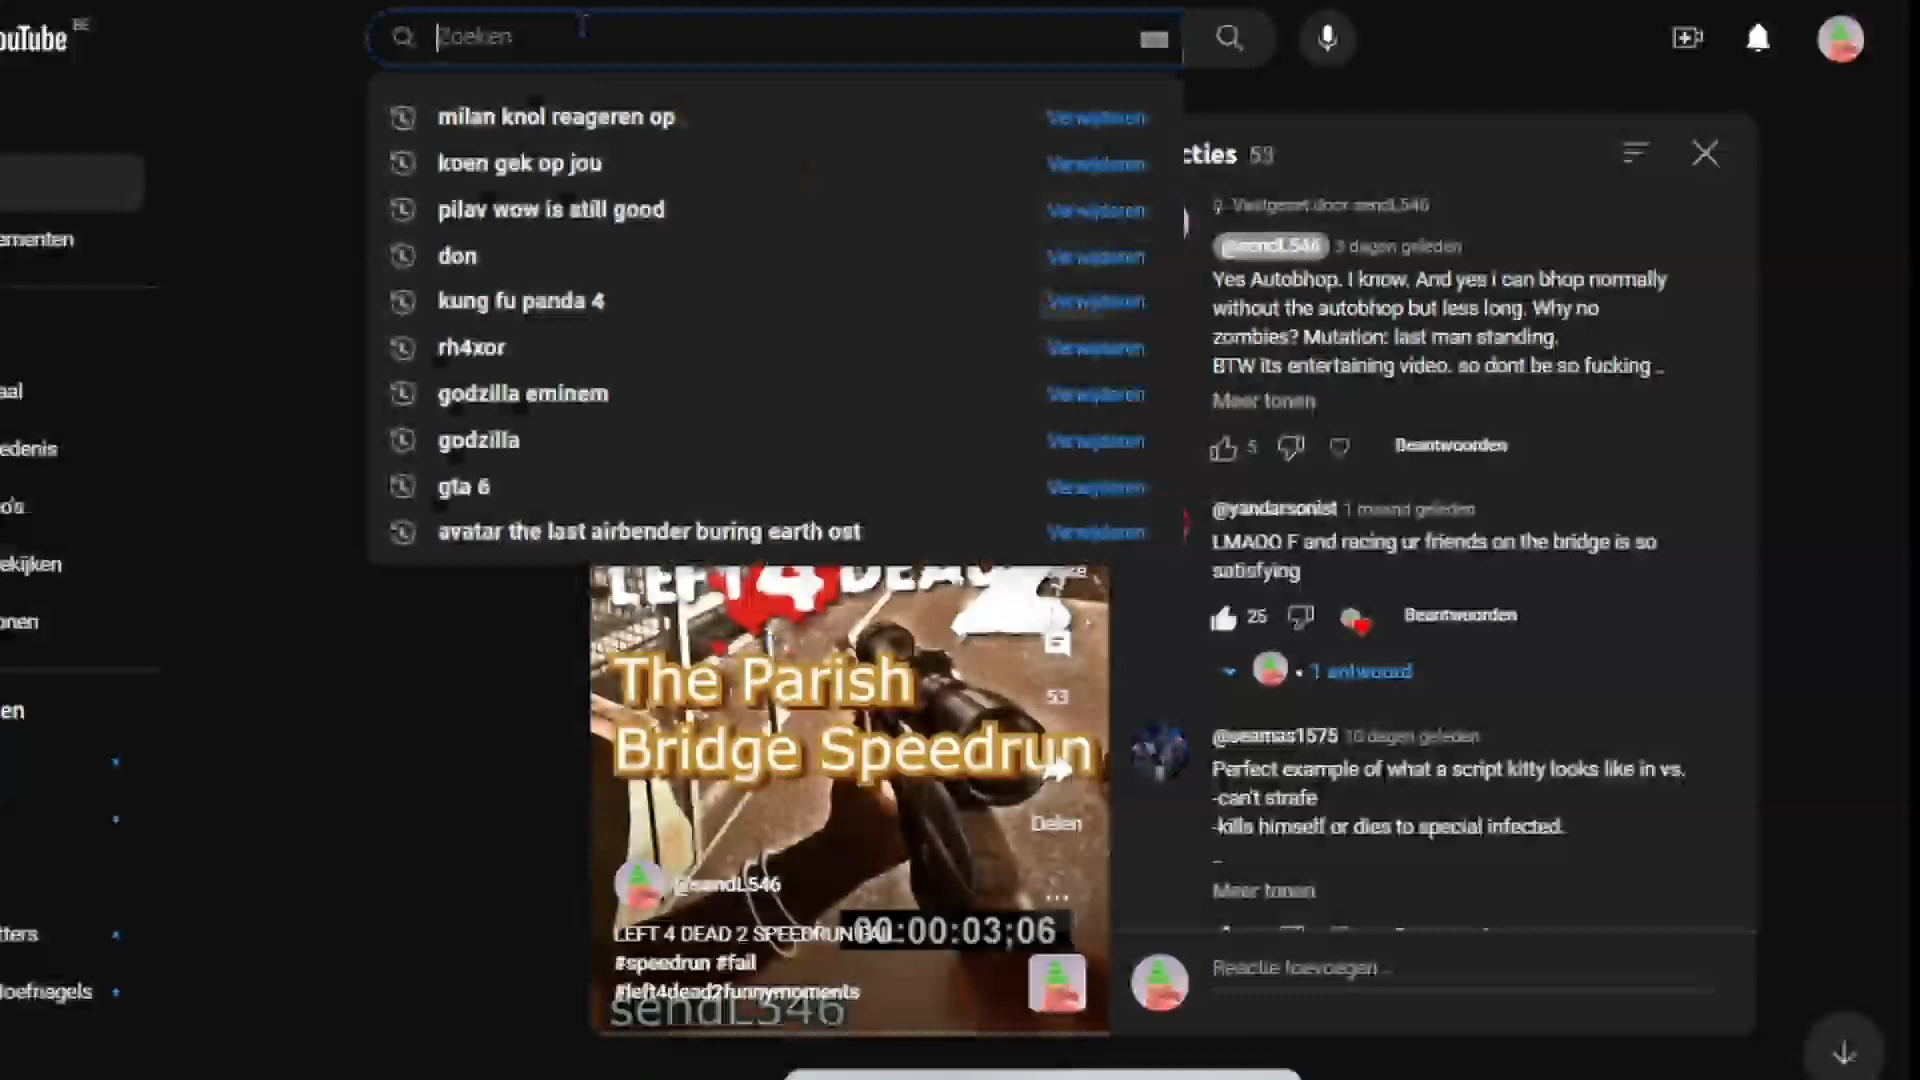 ouTube BE
Zoeken
milan knol reageren op Verwijderen
koen gek op jou Verwijderen
pilav wow is still good Verwijderen
don Verwijderen
kung fu panda 4 Verwijderen
rh4xor Verwijderen
godzilla eminem Verwijderen
godzilla Verwijderen
gta 6 Verwijderen
avatar the last airbender buring earth ost Verwijderen
ementen
aal
edenis
o's
ekijken
onen
en
tters
loefnagels
LEFT 4 DEAD 2
The Parish
Bridge Speedrun
53
Delen
@sendL546
00:00:03;06
LEFT 4 DEAD 2 SPEEDRUN FAIL
#speedrun #fail
#left4dead2funnymoments
sendL546
cties 53
Vastgezet door sendL546
@sendL546 3 dagen geleden
Yes Autobhop. I know. And yes i can bhop normally
without the autobhop but less long. Why no
zombies? Mutation: last man standing.
BTW its entertaining video. so dont be so fucking ...
Meer tonen
5 Beantwoorden
@yandarsonist 1 maand geleden
LMAOO F and racing ur friends on the bridge is so
satisfying
25 Beantwoorden
• 1 antwoord
@seamas1575 10 dagen geleden
Perfect example of what a script kitty looks like in vs.
-can't strafe
-kills himself or dies to special infected.
...
Meer tonen
Reactie toevoegen...